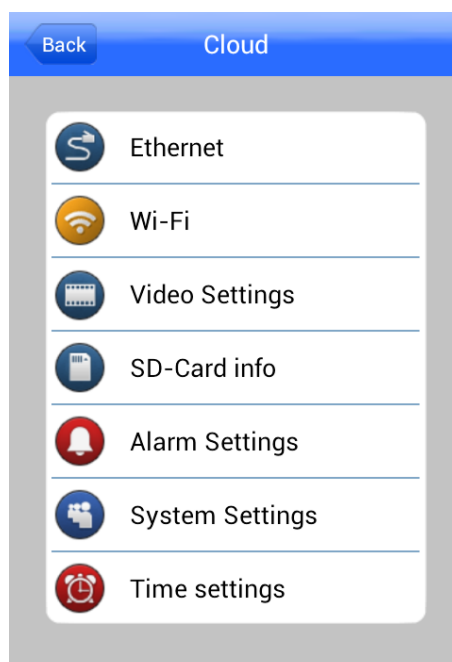 Back
Cloud
Ethernet
Wi-Fi
Video Settings
SD-Card info
Alarm Settings
System Settings
Time settings